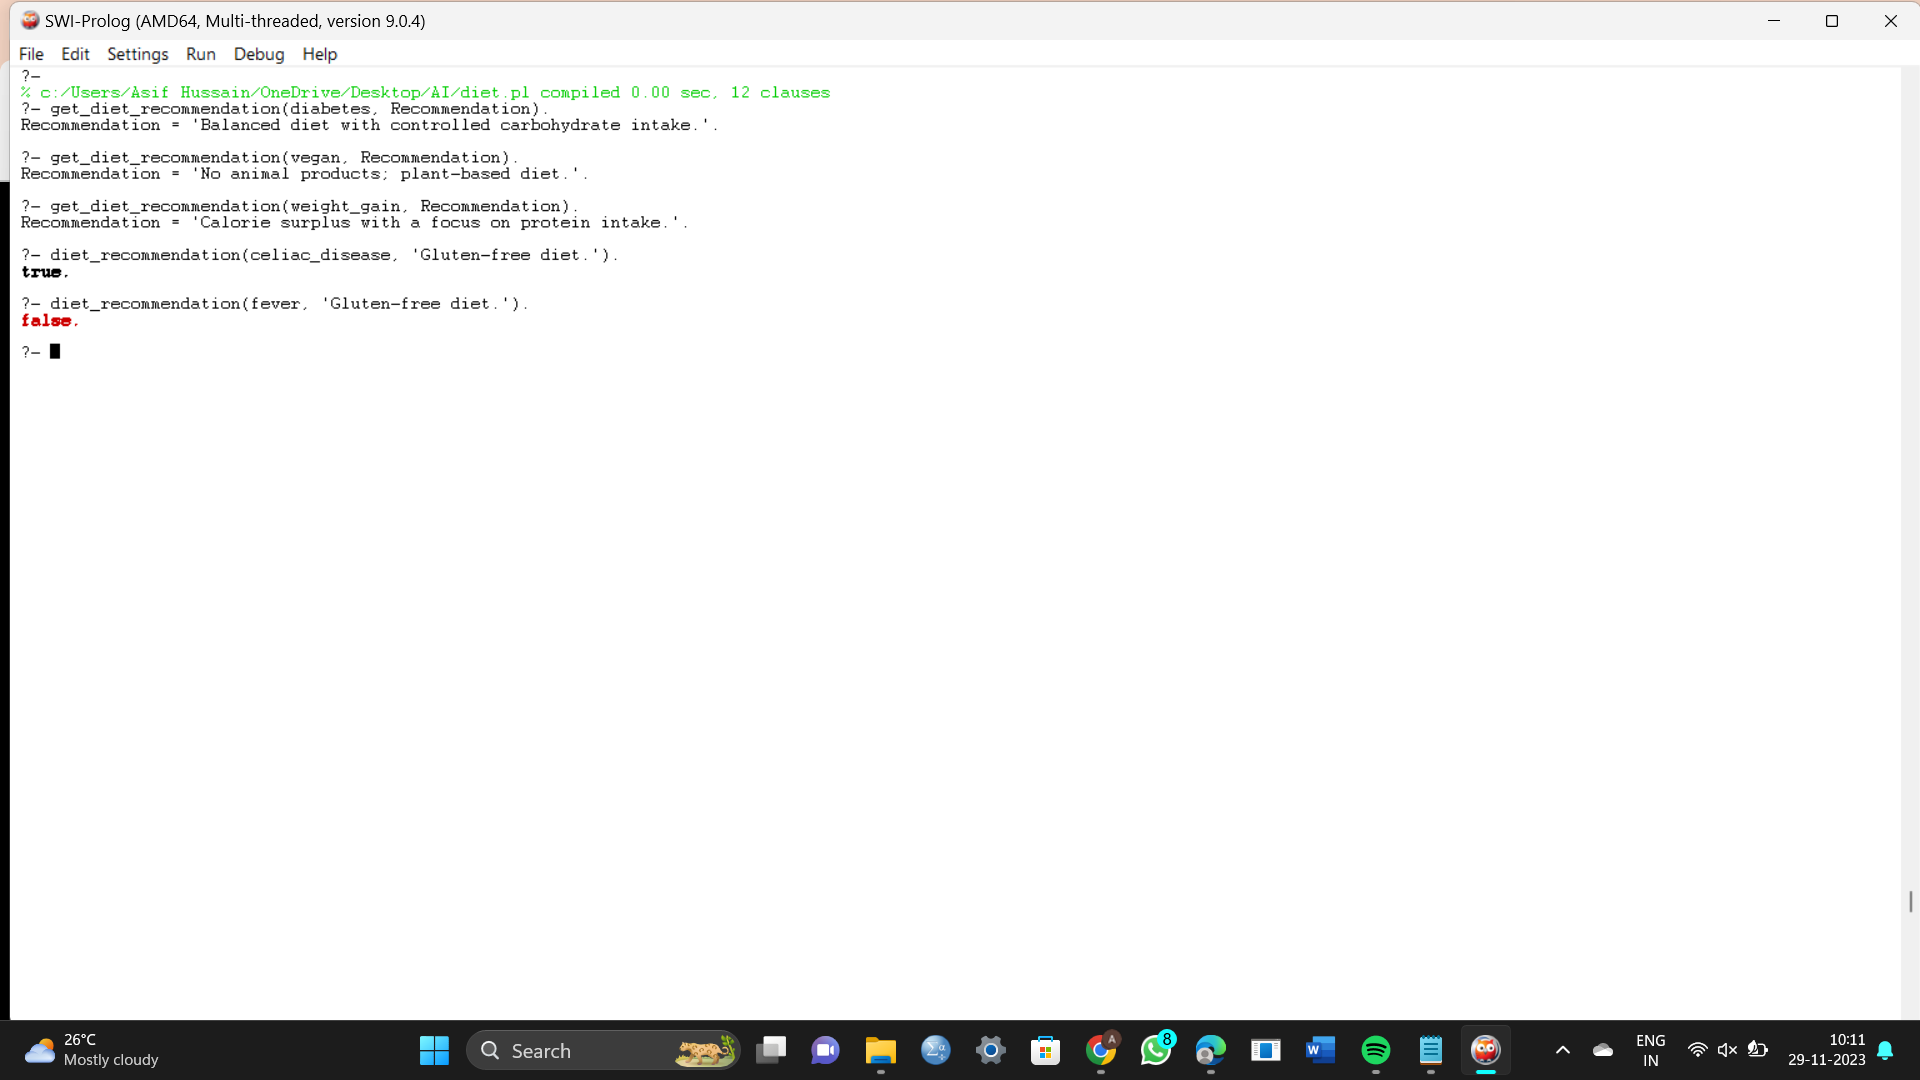 SWI-Prolog (AMD64, Multi-threaded, version 9.0.4)
File Edit Settings Run Debug Help
?-
% c:/Users/Asif Hussain/OneDrive/Desktop/AI/diet.pl compiled 0.00 sec, 12 clauses
?- get_diet_recommendation(diabetes, Recommendation).
Recommendation = 'Balanced diet with controlled carbohydrate intake.'.
?- get_diet_recommendation(vegan, Recommendation).
Recommendation = 'No animal products; plant-based diet.'.
?- get_diet_recommendation(weight_gain, Recommendation).
Recommendation = 'Calorie surplus with a focus on protein intake.'.
?- diet_recommendation(celiac_disease, 'Gluten-free diet.').
true.
?- diet_recommendation(fever, 'Gluten-free diet.').
false.
?-
26°C
Mostly cloudy
Search
A
8
W
ENG
IN
10:11
29-11-2023